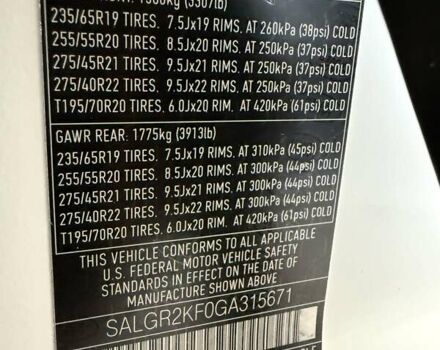 1500kg (3307lb)
235/65R19 TIRES. 7.5Jx19 RIMS. AT 260kPa (38psi) COLD
255/55R20 TIRES. 8.5Jx20 RIMS. AT 250kPa (37psi) COLD
275/45R21 TIRES. 9.5Jx21 RIMS. AT 250kPa (37psi) COLD
275/40R22 TIRES. 9.5Jx22 RIMS. AT 250kPa (37psi) COLD
T195/70R20 TIRES. 6.0Jx20 RIM. AT 420kPa (61psi) COLD
GAWR REAR: 1775kg (3913lb)
235/65R19 TIRES. 7.5Jx19 RIMS. AT 310kPa (45psi) COLD
255/55R20 TIRES. 8.5Jx20 RIMS. AT 300kPa (44psi) COLD
275/45R21 TIRES. 9.5Jx21 RIMS. AT 300kPa (44psi) COLD
275/40R22 TIRES. 9.5Jx22 RIMS. AT 300kPa (44psi) COLD
T195/70R20 TIRES. 6.0Jx20 RIM. AT 420kPa (61psi) COLD
THIS VEHICLE CONFORMS TO ALL APPLICABLE
U.S. FEDERAL MOTOR VEHICLE SAFETY
STANDARDS IN EFFECT ON THE DATE OF
MANUFACTURE SHOWN ABOVE.
SALGR2KF0GA315671